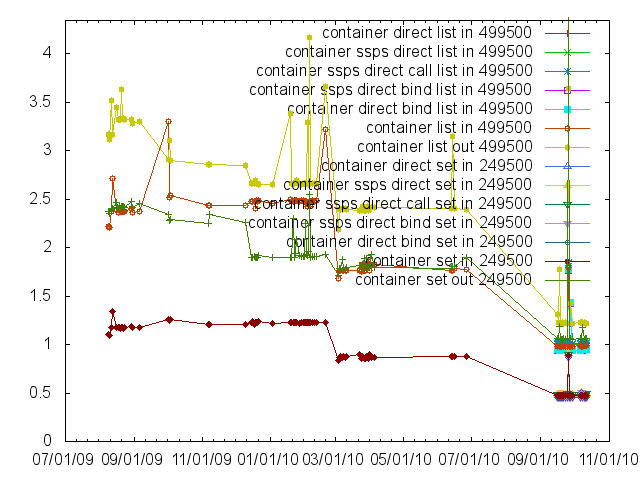 container direct list in 499500
container ssps direct list in 499500
container ssps direct call list in 499500
container ssps direct bind list in 499500
container direct bind list in 499500
container list in 499500
container list out 499500
container direct set in 249500
container ssps direct set in 249500
container ssps direct call set in 249500
container ssps direct bind set in 249500
container direct bind set in 249500
container set in 249500
container set out 249500
4
3.5
3
2.5
2
1.5
1
0.5
0
07/01/09 09/01/09 11/01/09 01/01/10 03/01/10 05/01/10 07/01/10 09/01/10 11/01/10